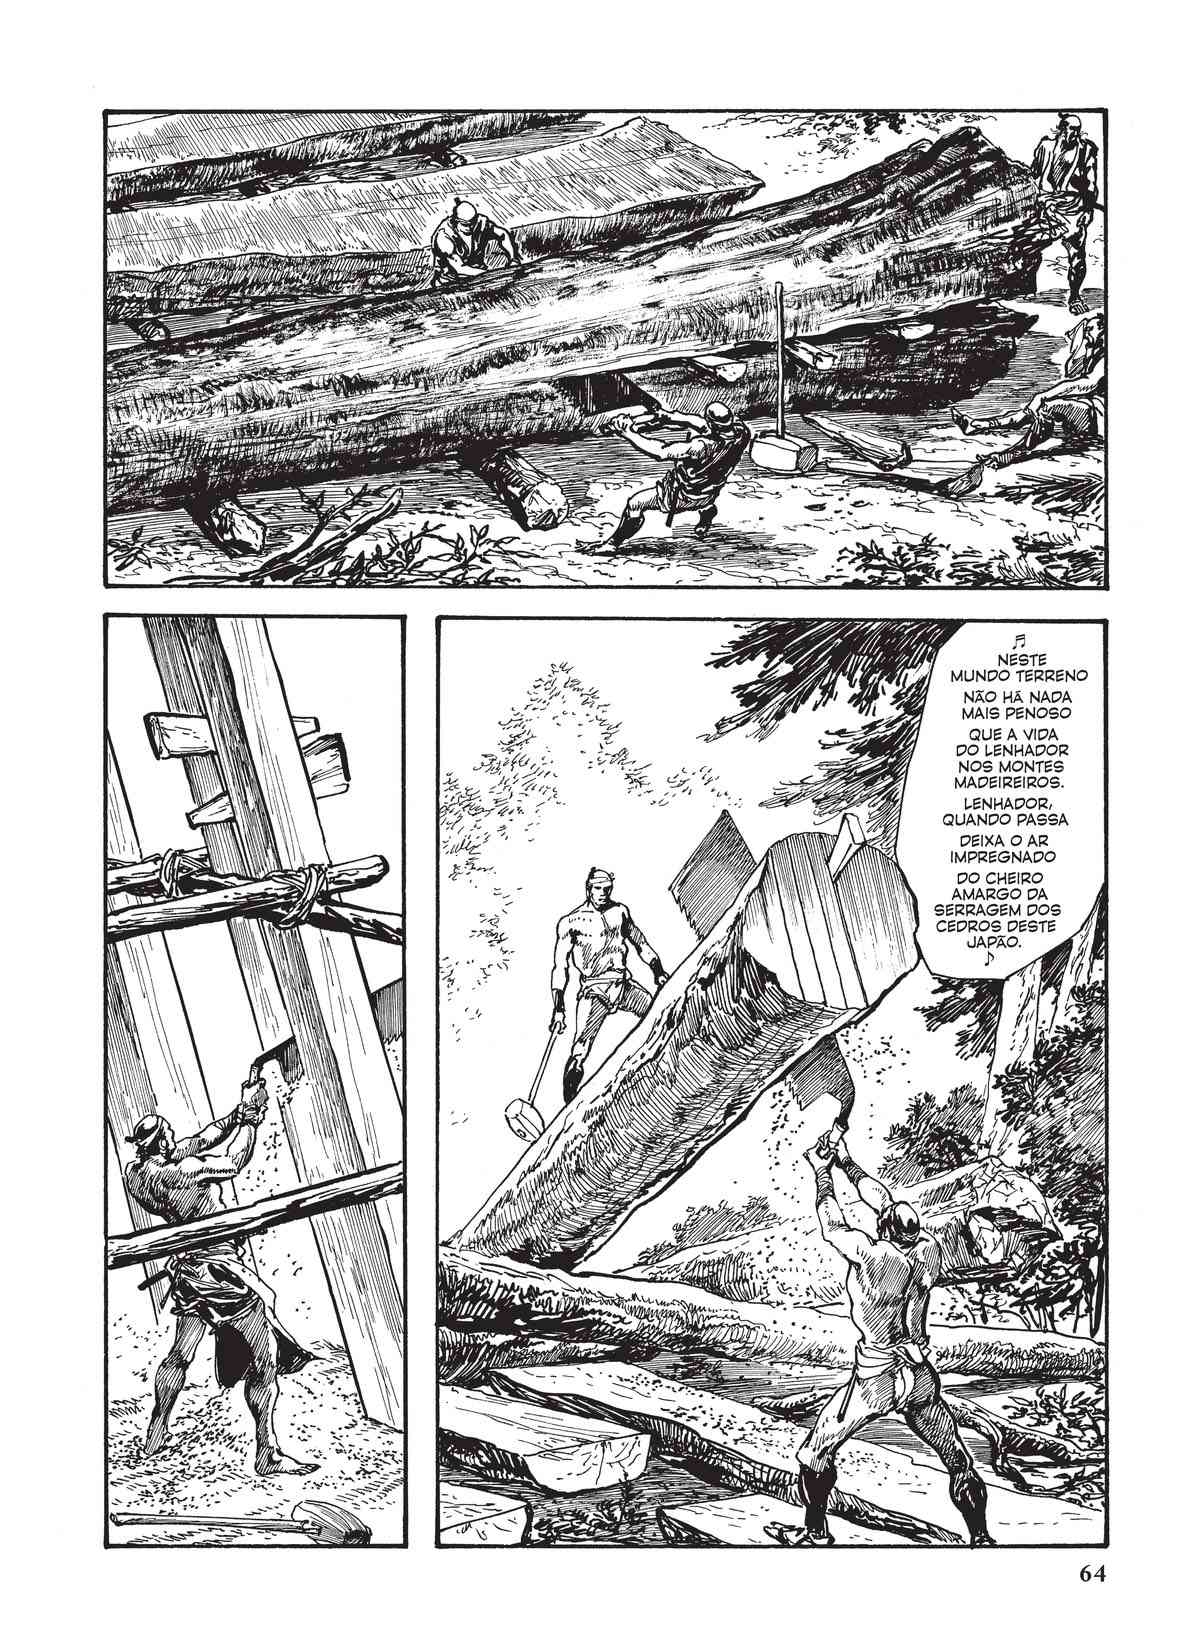 ♫
NESTE
MUNDO TERRENO
NÃO HÁ NADA
MAIS PENOSO
QUE A VIDA
DO LENHADOR
NOS MONTES
MADEIREIROS.
LENHADOR,
QUANDO PASSA
DEIXA O AR
IMPREGNADO
DO CHEIRO
AMARGO DA
SERRAGEM DOS
CEDROS DESTE
JAPÃO.
♪
64